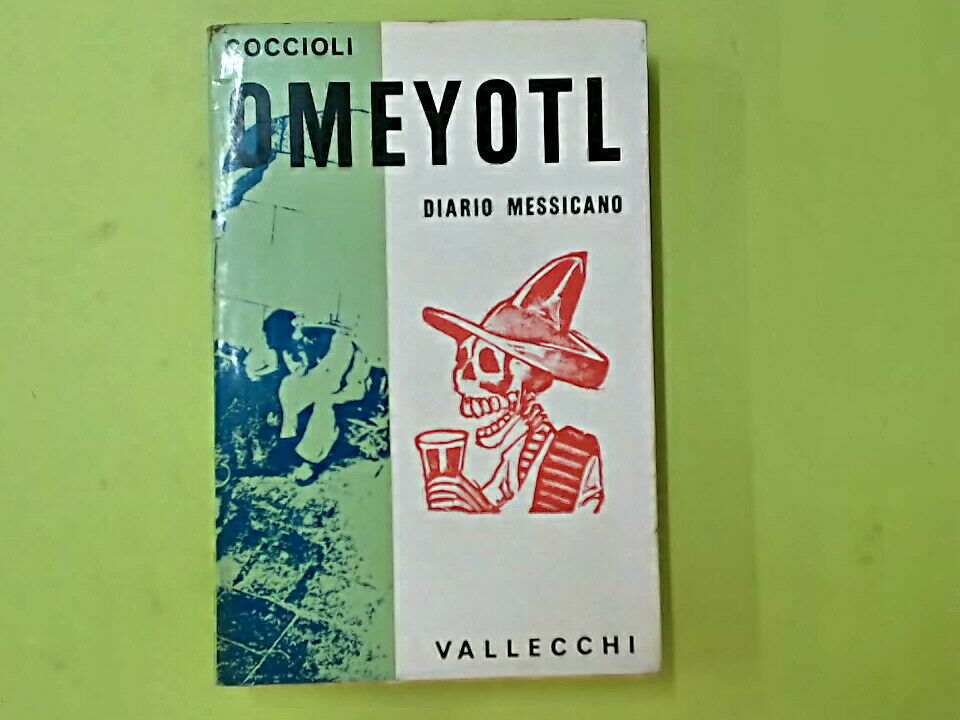 COCCIOLI
OMEYOTL
DIARIO MESSICANO
VALLECCHI